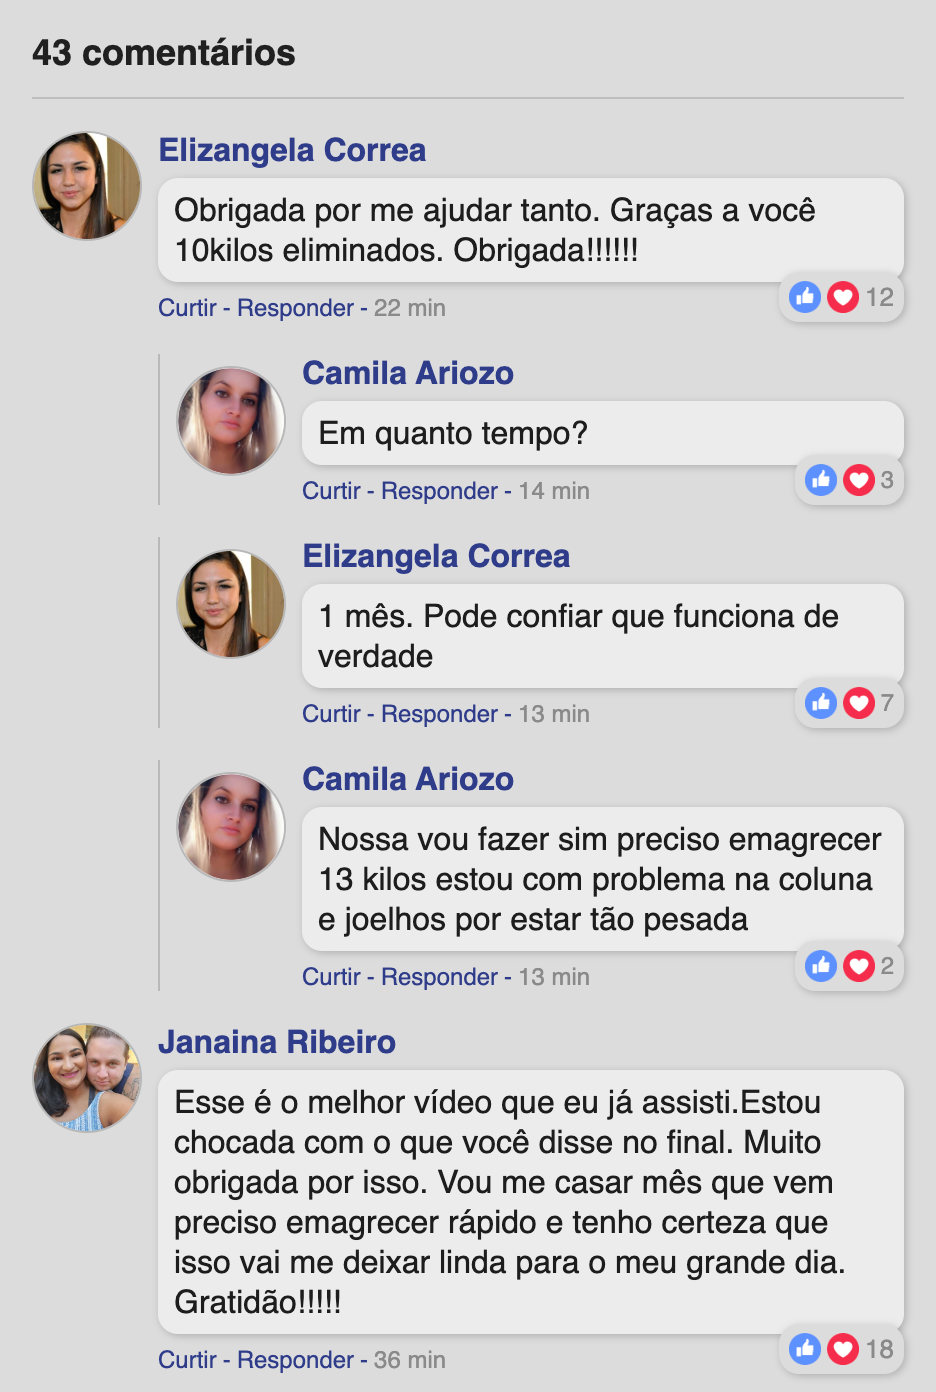 43 comentários
Elizangela Correa
Obrigada por me ajudar tanto. Graças a você
10kilos eliminados. Obrigada!!!!!!
Curtir - Responder - 22 min
12
Camila Ariozo
Em quanto tempo?
Curtir - Responder - 14 min
3
Elizangela Correa
1 mês. Pode confiar que funciona de
verdade
Curtir - Responder - 13 min
7
Camila Ariozo
Nossa vou fazer sim preciso emagrecer
13 kilos estou com problema na coluna
e joelhos por estar tão pesada
Curtir - Responder - 13 min
2
Janaina Ribeiro
Esse é o melhor vídeo que eu já assisti.Estou
chocada com o que você disse no final. Muito
obrigada por isso. Vou me casar mês que vem
preciso emagrecer rápido e tenho certeza que
isso vai me deixar linda para o meu grande dia.
Gratidão!!!!!
Curtir - Responder - 36 min
18